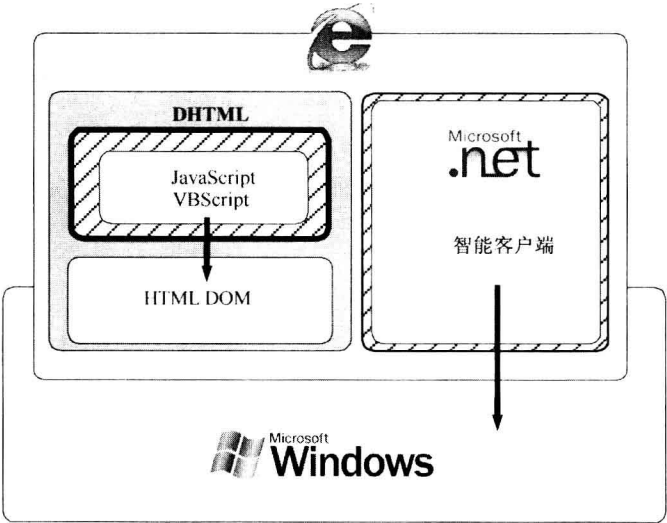 DHTML
JavaScript
VBScript
HTML DOM
Microsoft
.net
智能客户端
Microsoft
Windows